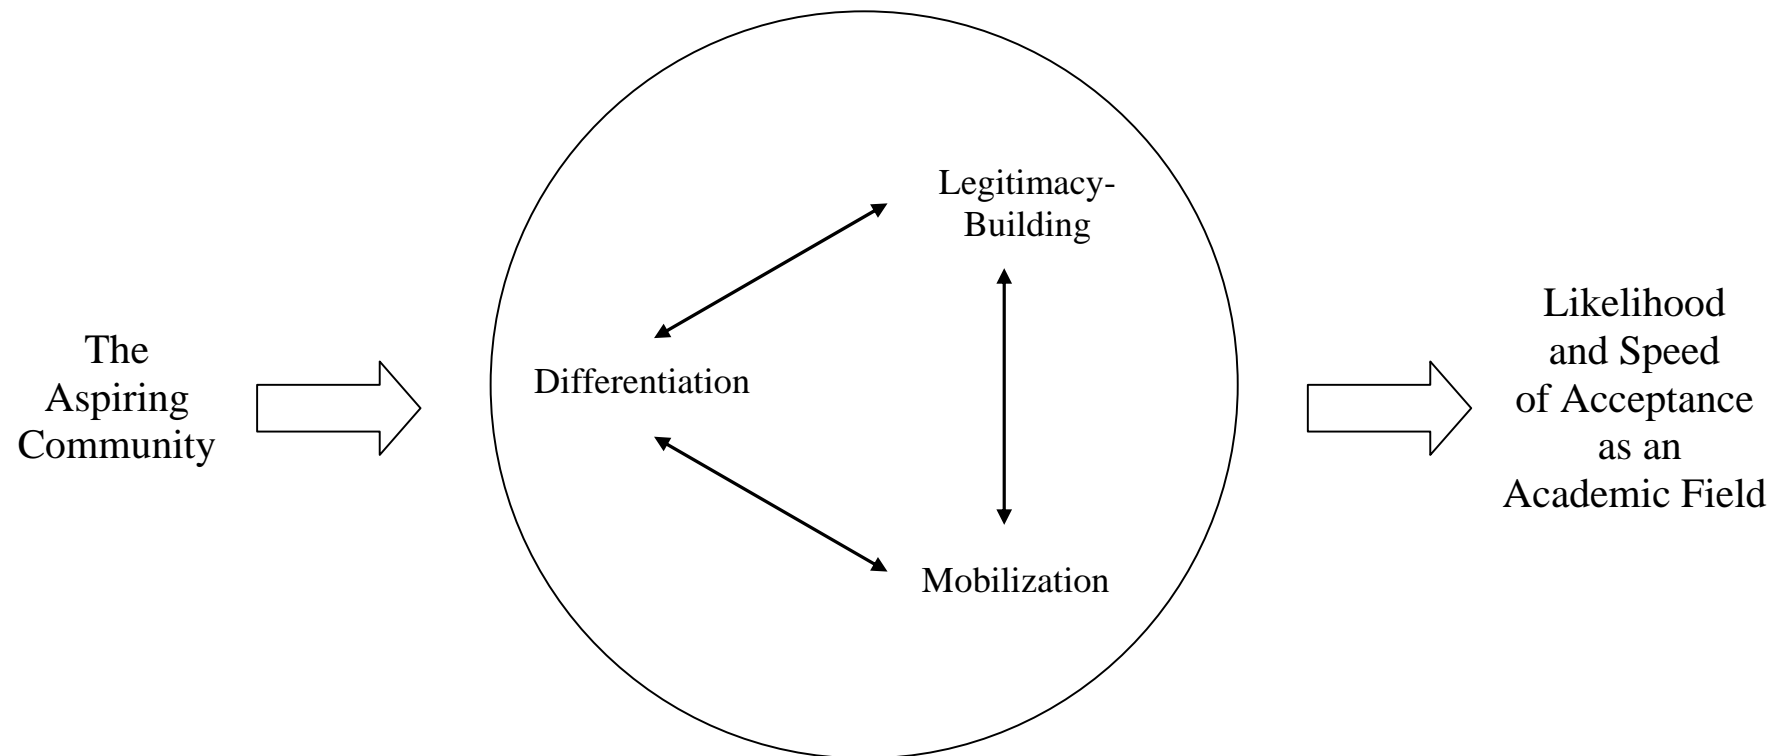 The
Aspiring
Community
Differentiation
Legitimacy-
Building
Mobilization
Likelihood
and Speed
of Acceptance
as an
Academic Field